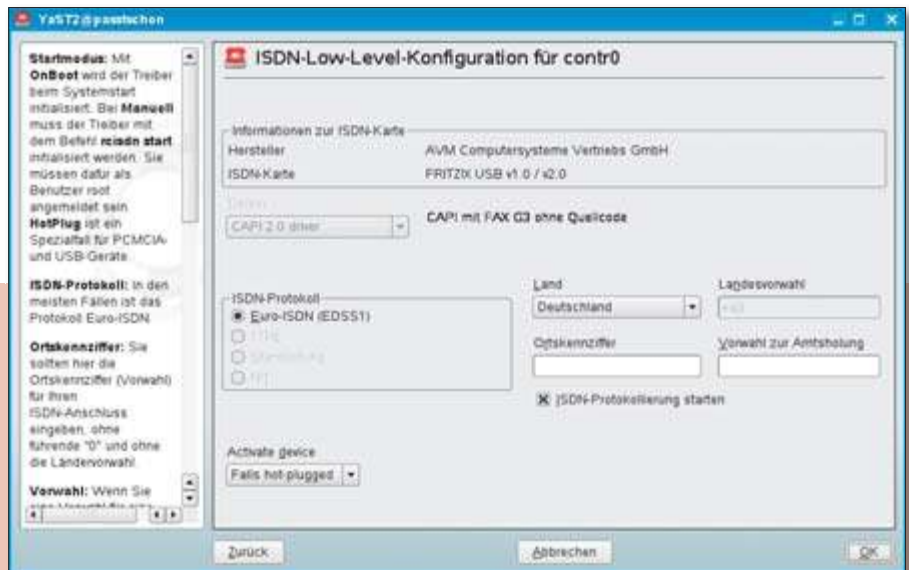 YaST2@passtschon
Startmodus: Mit
OnBoot wird der Treiber
beim Systemstart
initialisiert. Bei Manuell
muss der Treiber mit
dem Befehl rcisdn start
initialisiert werden. Sie
müssen dafür als
Benutzer root
angemeldet sein.
HotPlug ist ein
Spezialfall für PCMCIA-
und USB-Geräte.
ISDN-Protokoll: In den
meisten Fällen ist das
Protokoll Euro-ISDN.
Ortskennziffer: Sie
sollten hier die
Ortskennziffer (Vorwahl)
für Ihren
ISDN-Anschluss
eingeben, ohne
führende "0" und ohne
die Ländervorwahl.
Vorwahl: Wenn Sie
ISDN-Low-Level-Konfiguration für contr0
Informationen zur ISDN-Karte
Hersteller AVM Computersysteme Vertriebs GmbH
ISDN-Karte FRITZ!X USB v1.0 / v2.0
CAPI 2.0 driver
CAPI mit FAX G3 ohne Quellcode
ISDN-Protokoll
Euro-ISDN (EDSS1)
Land
Deutschland
Landesvorwahl
+49
Ortskennziffer
Vorwahl zur Amtsholung
ISDN-Protokollierung starten
Activate device
Falls hot-plugged
Zurück
Abbrechen
OK